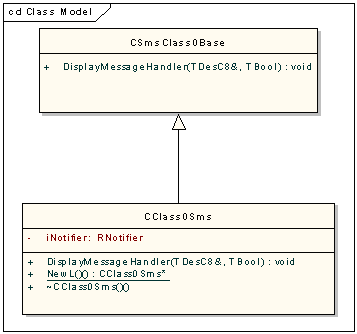 cd Class Model
CSmsClass0Base
+ DisplayMessageHandler(TDesC8&, TBool) : void
CClass0Sms
- iNotifier: RNotifier
+ DisplayMessageHandler(TDesC8&, TBool) : void
+ NewL()() : CClass0Sms*
+ ~CClass0Sms()()